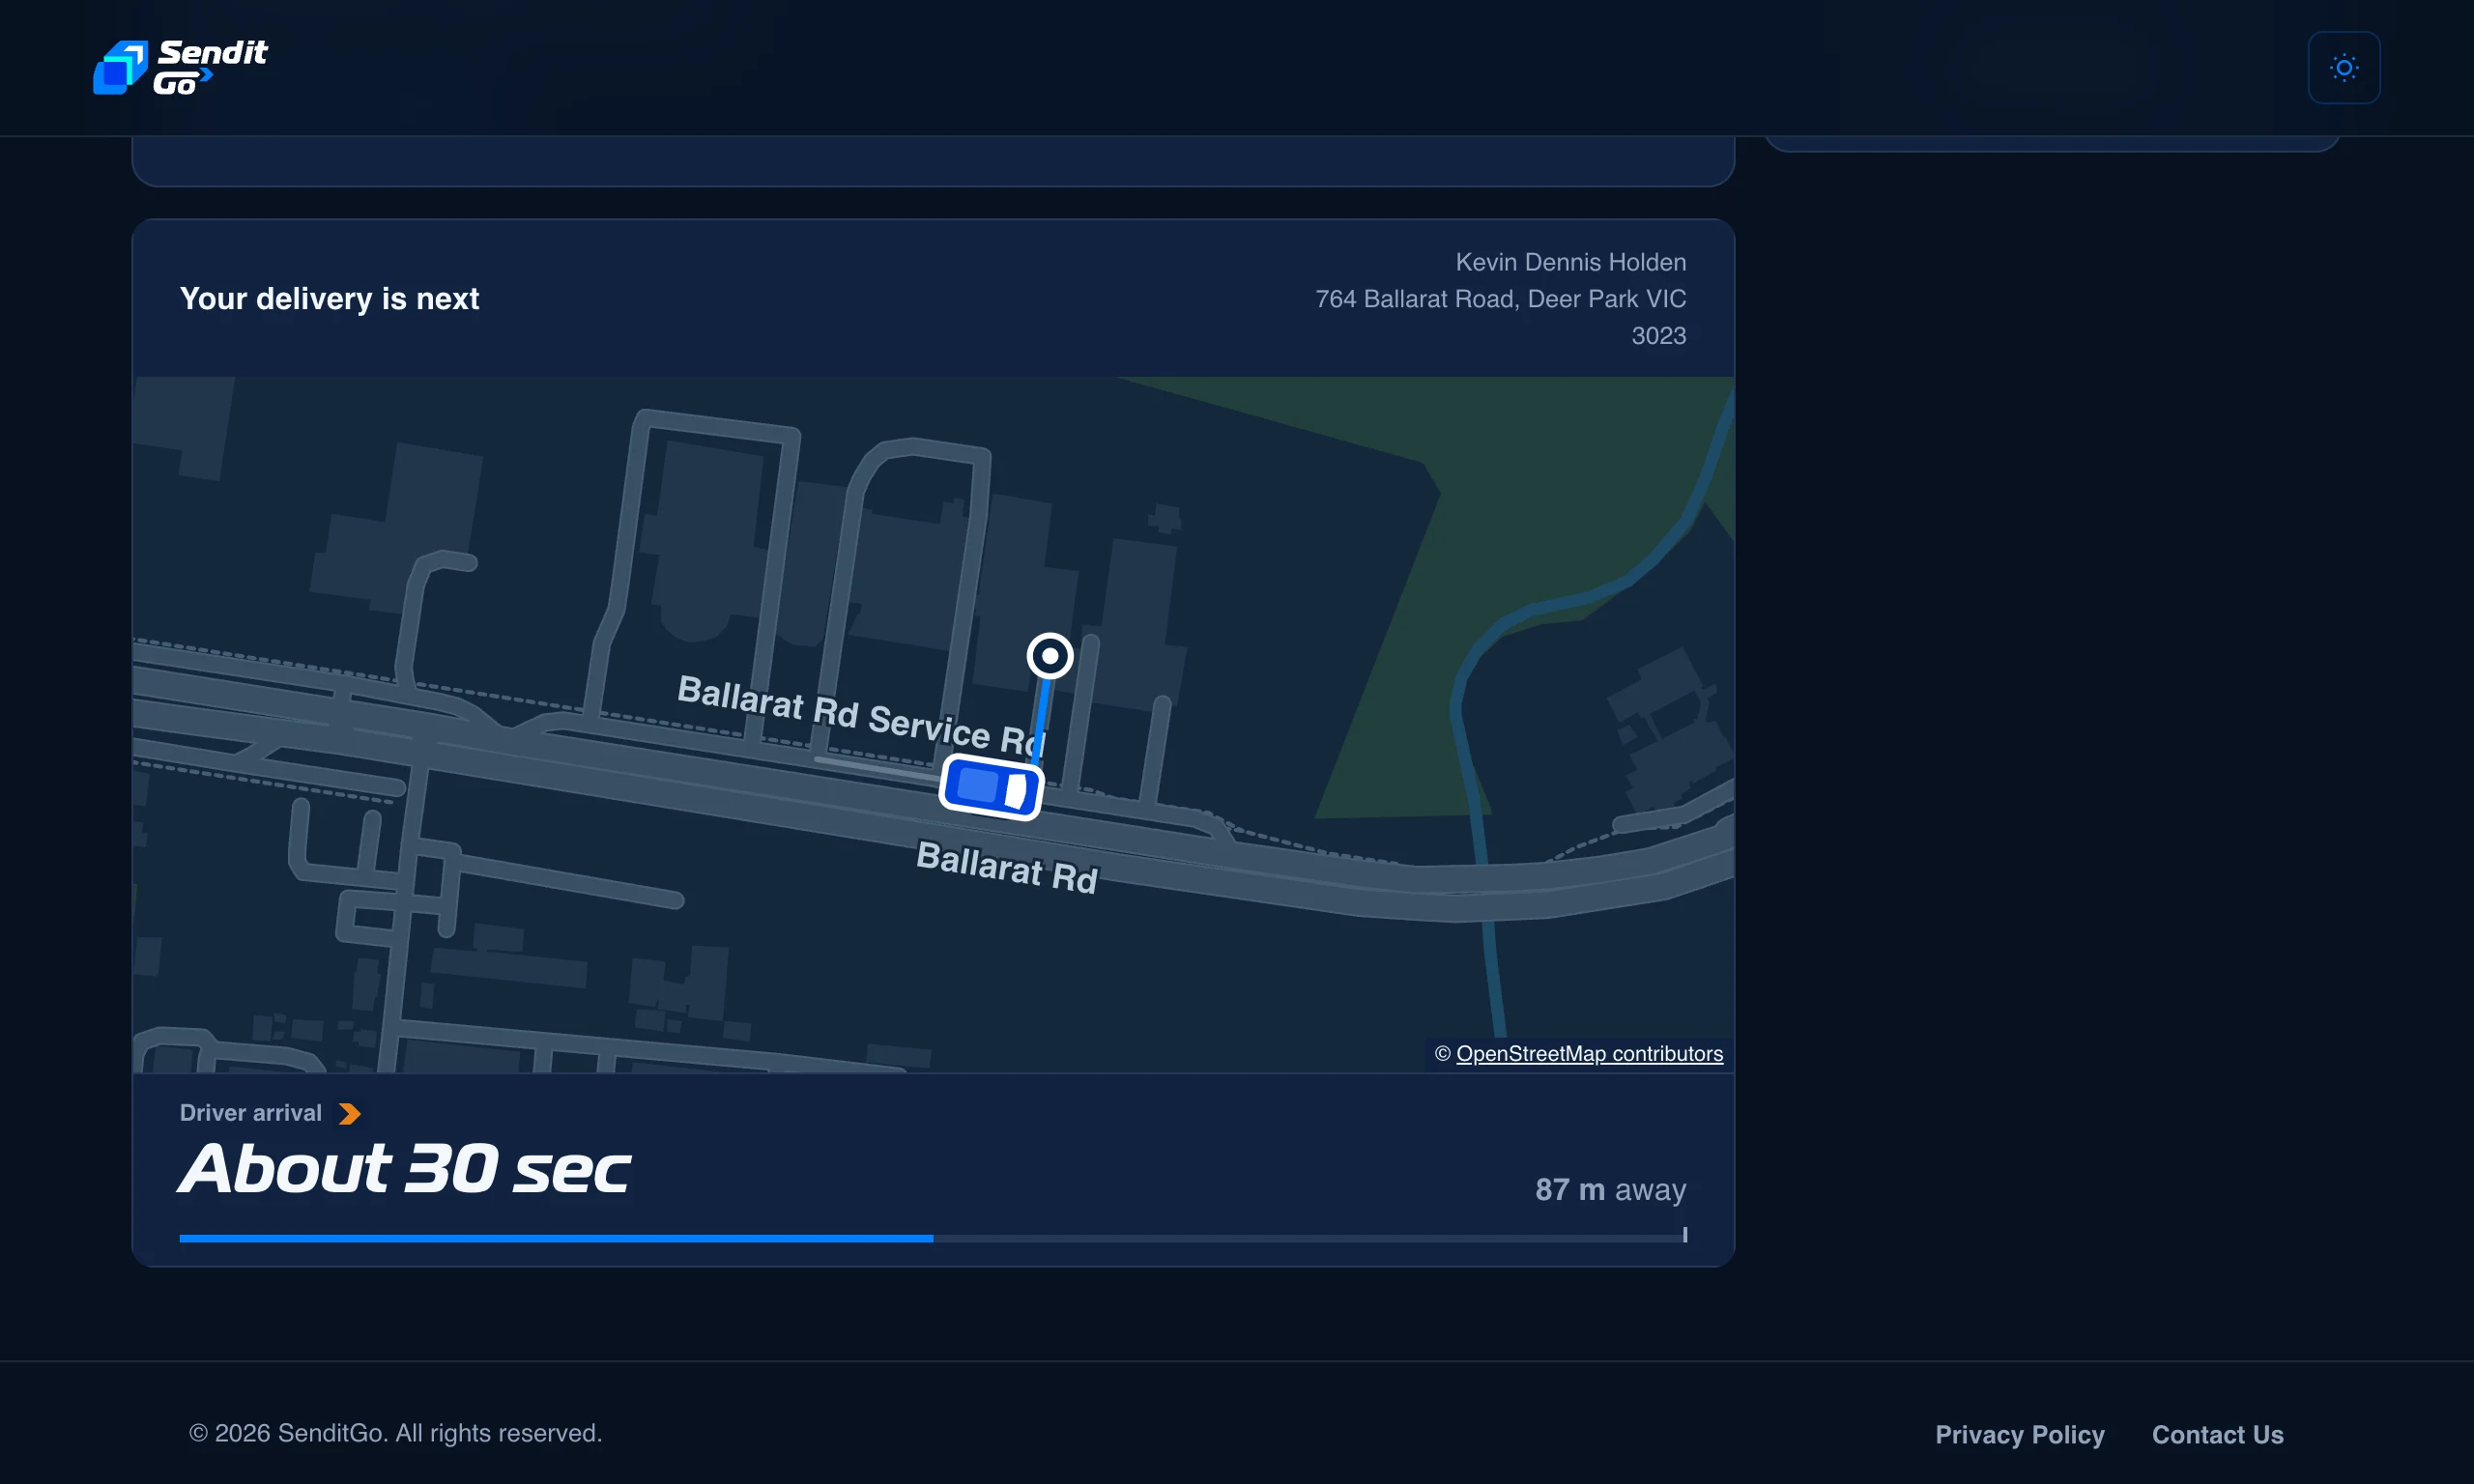 Sendit
Go
Your delivery is next
Kevin Dennis Holden
764 Ballarat Road, Deer Park VIC
3023
Ballarat Rd Service Rd
Ballarat Rd
© OpenStreetMap contributors
Driver arrival
About 30 sec
87 m away
© 2026 SenditGo. All rights reserved.
Privacy Policy
Contact Us